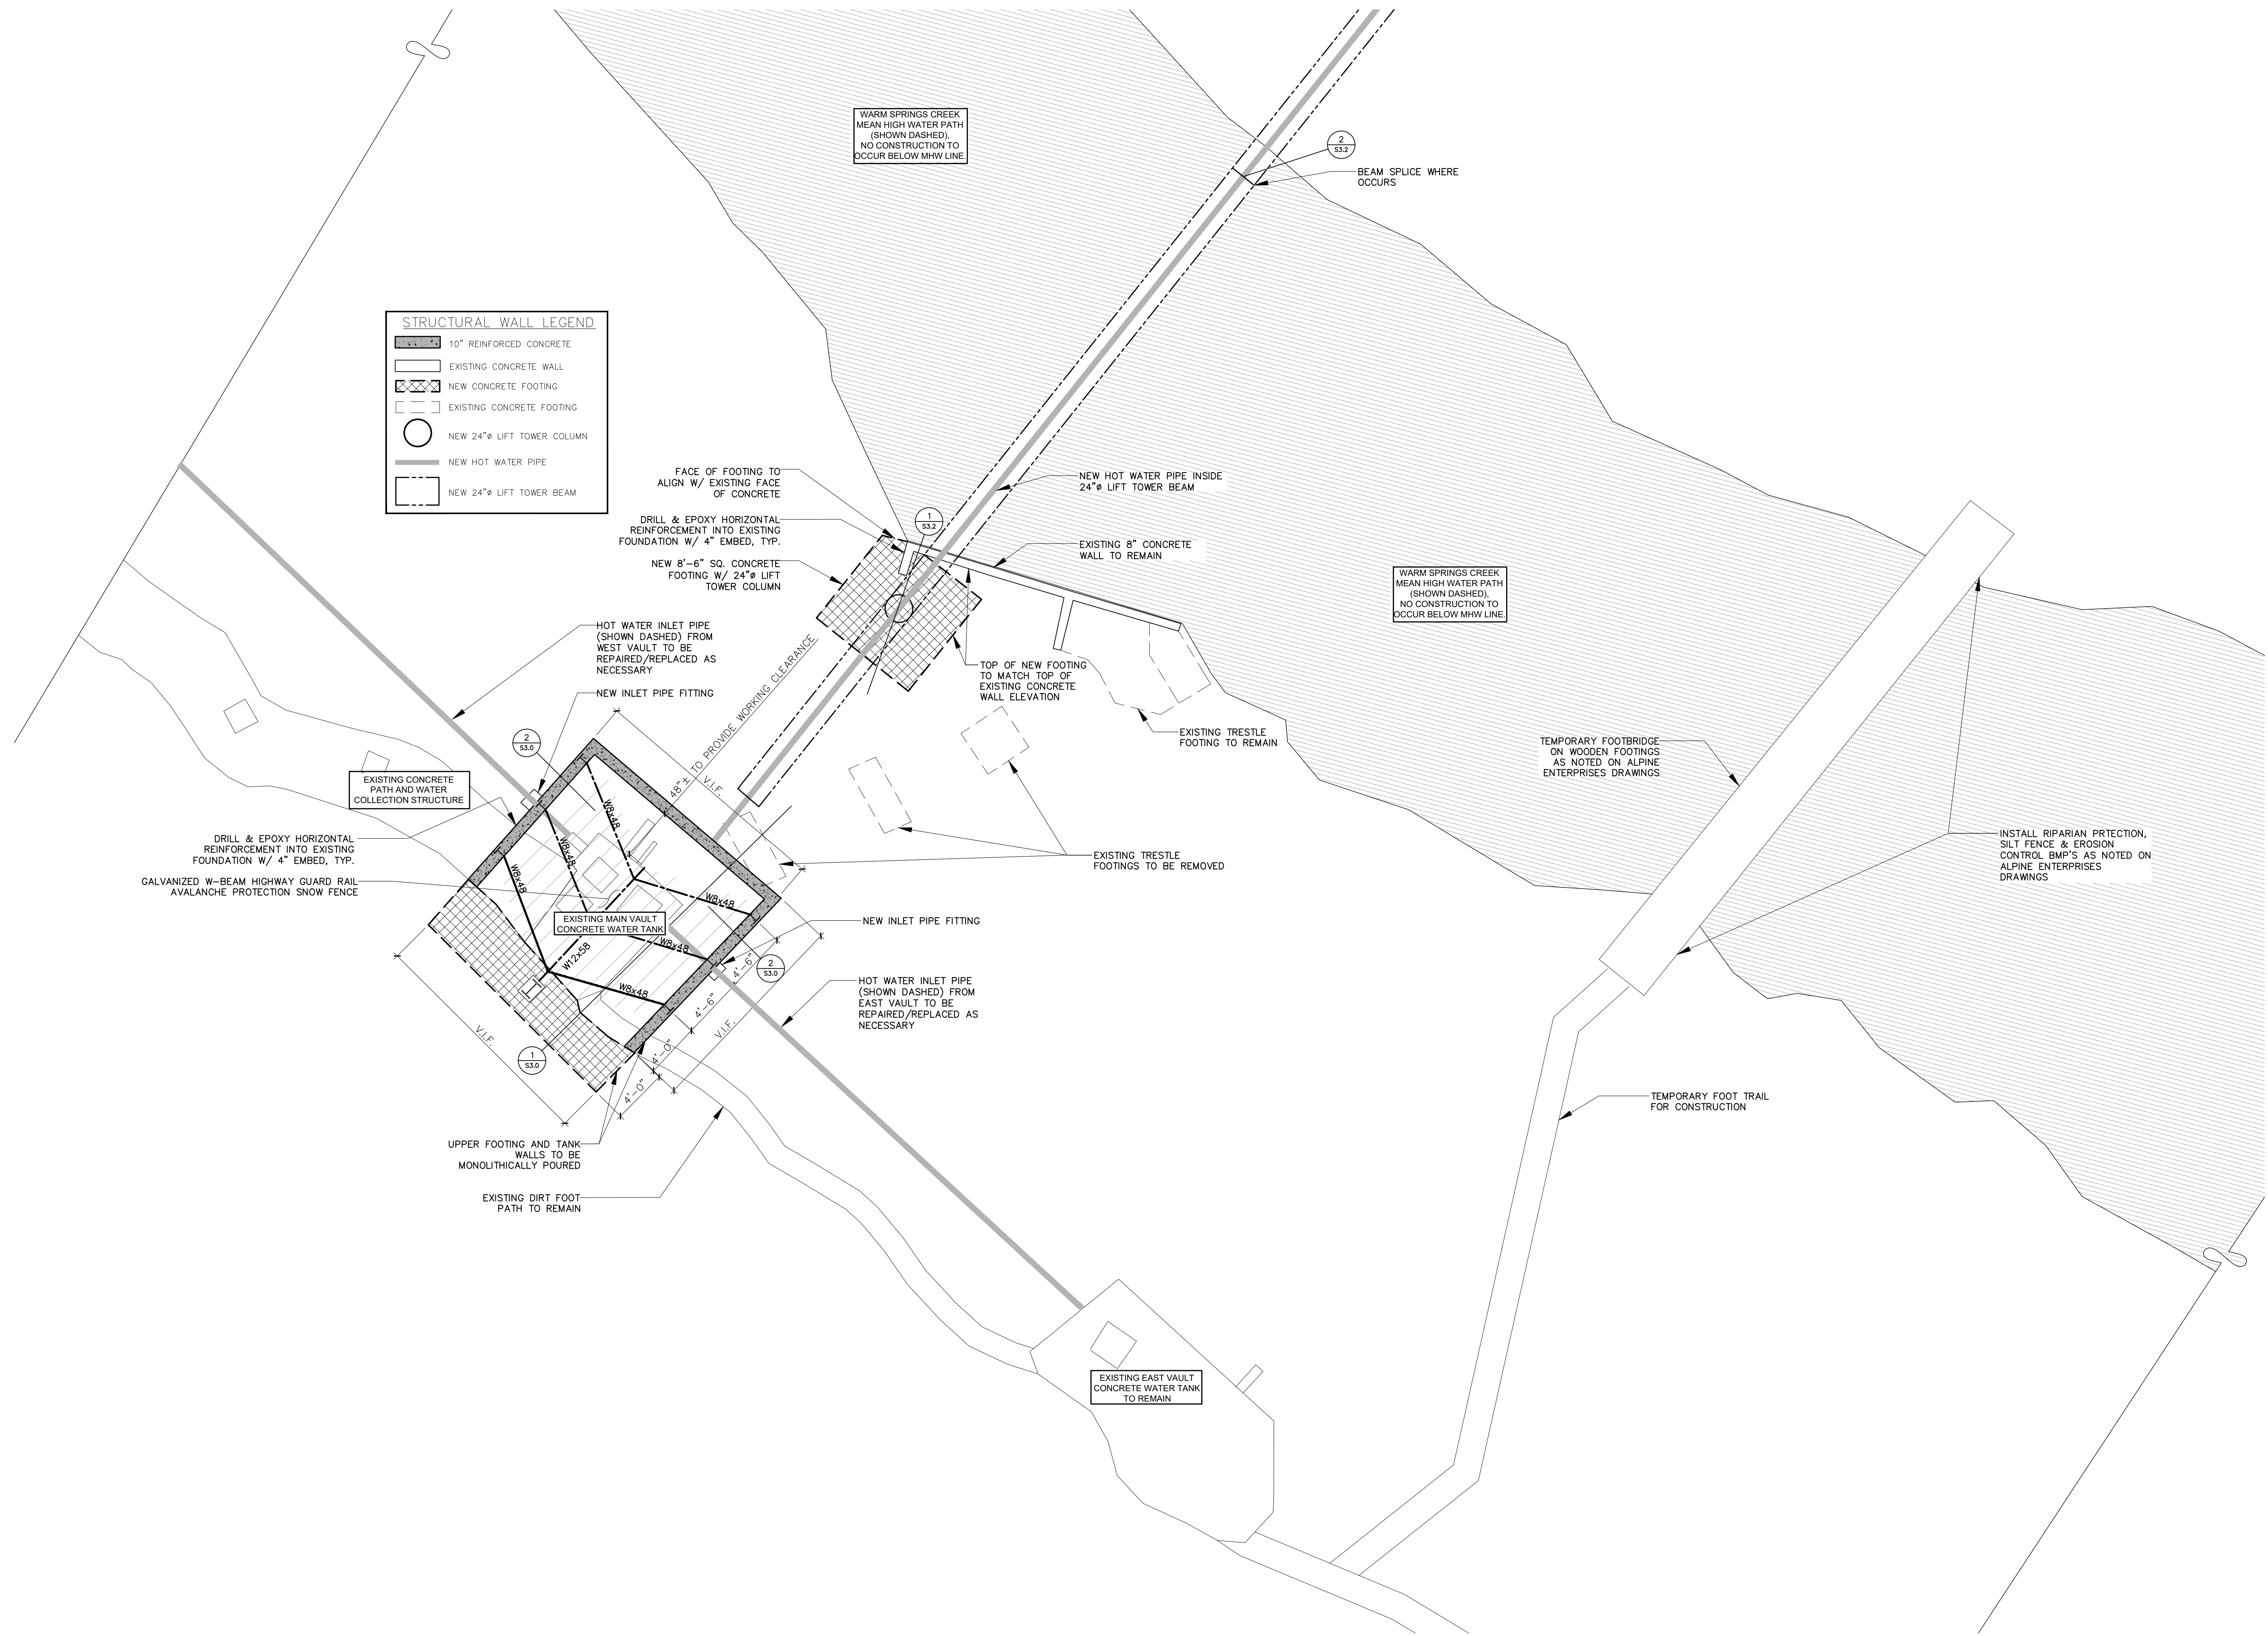 WARM SPRINGS CREEK
MEAN HIGH WATER PATH
(SHOWN DASHED),
NO CONSTRUCTION TO
OCCUR BELOW MHW LINE.
2
S3.2
BEAM SPLICE WHERE
OCCURS
STRUCTURAL WALL LEGEND
10" REINFORCED CONCRETE
EXISTING CONCRETE WALL
NEW CONCRETE FOOTING
EXISTING CONCRETE FOOTING
NEW 24"ø LIFT TOWER COLUMN
NEW HOT WATER PIPE
NEW 24"ø LIFT TOWER BEAM
FACE OF FOOTING TO
ALIGN W/ EXISTING FACE
OF CONCRETE
DRILL & EPOXY HORIZONTAL
REINFORCEMENT INTO EXISTING
FOUNDATION W/ 4" EMBED, TYP.
NEW 8'-6" SQ. CONCRETE
FOOTING W/ 24"ø LIFT
TOWER COLUMN
1
S3.2
NEW HOT WATER PIPE INSIDE
24"ø LIFT TOWER BEAM
EXISTING 8" CONCRETE
WALL TO REMAIN
WARM SPRINGS CREEK
MEAN HIGH WATER PATH
(SHOWN DASHED),
NO CONSTRUCTION TO
OCCUR BELOW MHW LINE.
HOT WATER INLET PIPE
(SHOWN DASHED) FROM
WEST VAULT TO BE
REPAIRED/REPLACED AS
NECESSARY
NEW INLET PIPE FITTING
TOP OF NEW FOOTING
TO MATCH TOP OF
EXISTING CONCRETE
WALL ELEVATION
EXISTING TRESTLE
FOOTING TO REMAIN
48"± TO PROVIDE WORKING CLEARANCE
V.I.F.
2
S3.0
TEMPORARY FOOTBRIDGE
ON WOODEN FOOTINGS
AS NOTED ON ALPINE
ENTERPRISES DRAWINGS
EXISTING CONCRETE
PATH AND WATER
COLLECTION STRUCTURE
DRILL & EPOXY HORIZONTAL
REINFORCEMENT INTO EXISTING
FOUNDATION W/ 4" EMBED, TYP.
GALVANIZED W-BEAM HIGHWAY GUARD RAIL
AVALANCHE PROTECTION SNOW FENCE
W8x48
W8x48
W8x48
W8x48
W8x48
W8x48
W12x58
EXISTING MAIN VAULT
CONCRETE WATER TANK
EXISTING TRESTLE
FOOTINGS TO BE REMOVED
INSTALL RIPARIAN PRTECTION,
SILT FENCE & EROSION
CONTROL BMP'S AS NOTED ON
ALPINE ENTERPRISES
DRAWINGS
NEW INLET PIPE FITTING
2
S3.0
4'-6"
4'-6"
4'-0"
4'-0"
V.I.F.
V.I.F.
HOT WATER INLET PIPE
(SHOWN DASHED) FROM
EAST VAULT TO BE
REPAIRED/REPLACED AS
NECESSARY
1
S3.0
UPPER FOOTING AND TANK
WALLS TO BE
MONOLITHICALLY POURED
EXISTING DIRT FOOT
PATH TO REMAIN
TEMPORARY FOOT TRAIL
FOR CONSTRUCTION
EXISTING EAST VAULT
CONCRETE WATER TANK
TO REMAIN